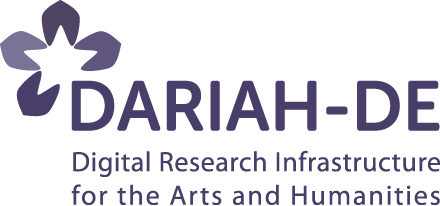 DARIAH-DE
Digital Research Infrastructure
for the Arts and Humanities